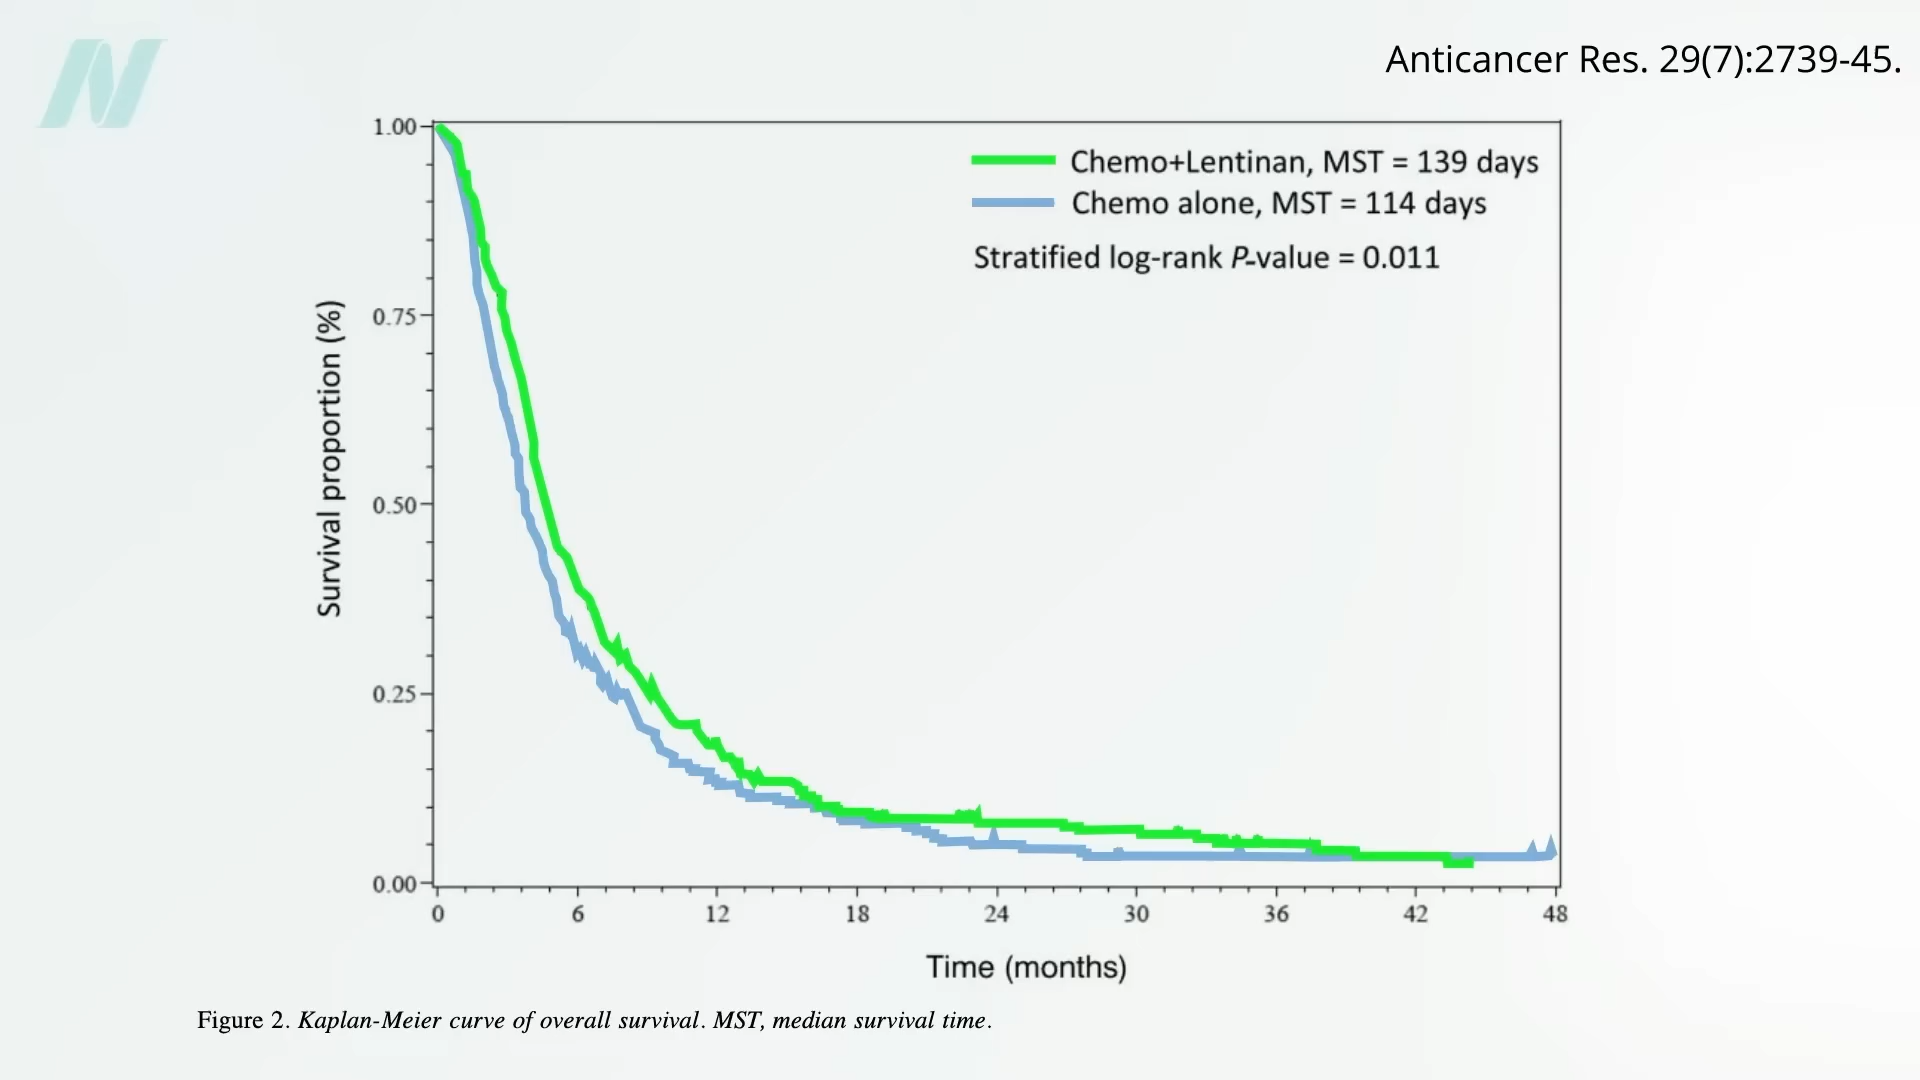 Anticancer Res. 29(7):2739-45.
Chemo+Lentinan, MST = 139 days
Chemo alone, MST = 114 days
Stratified log-rank P-value = 0.011
Survival proportion (%)
1.00
0.75
0.50
0.25
0.00
0 6 12 18 24 30 36 42 48
Time (months)
Figure 2. Kaplan-Meier curve of overall survival. MST, median survival time.